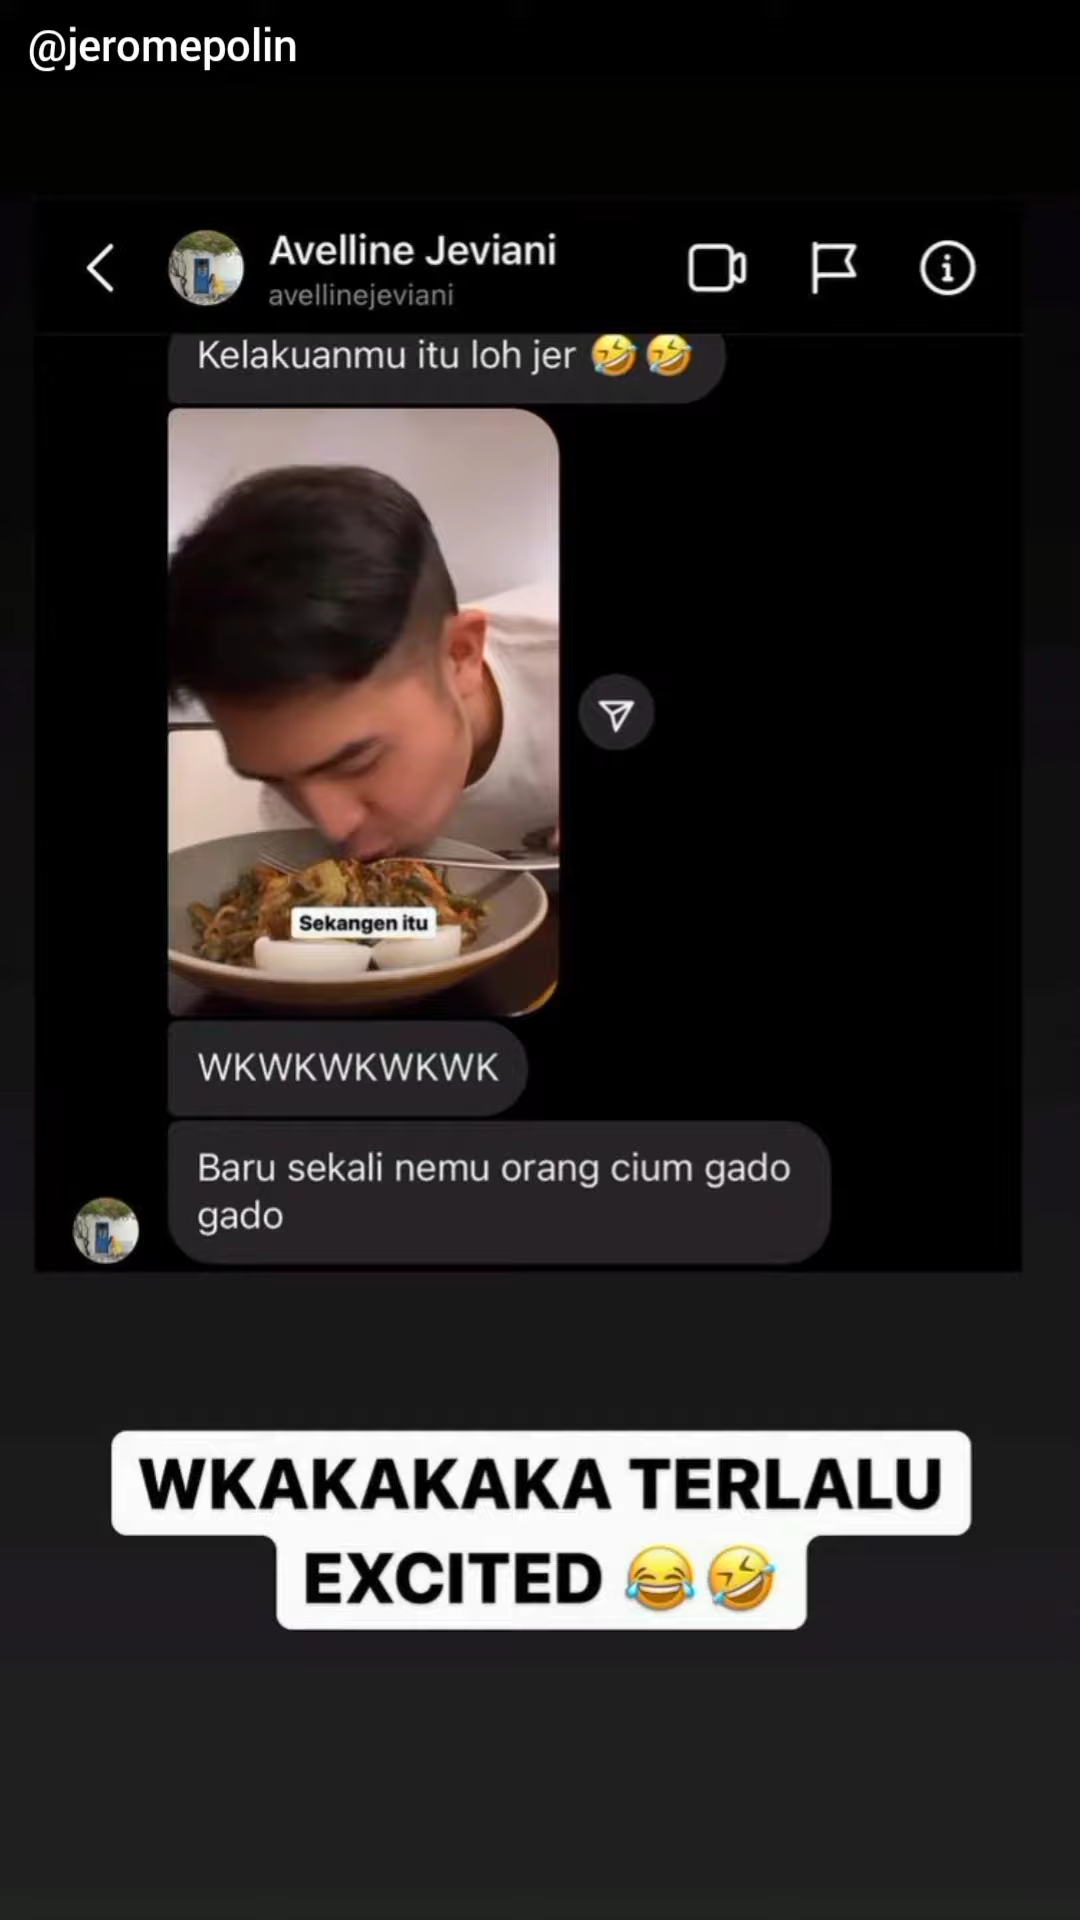 @jeromepolin
Avelline Jeviani
avellinejeviani
Kelakuanmu itu loh jer 🤣🤣
Sekangen itu
WKWKWKWKWK
Baru sekali nemu orang cium gado
gado
WKAKAKAKA TERLALU
EXCITED 😂🤣